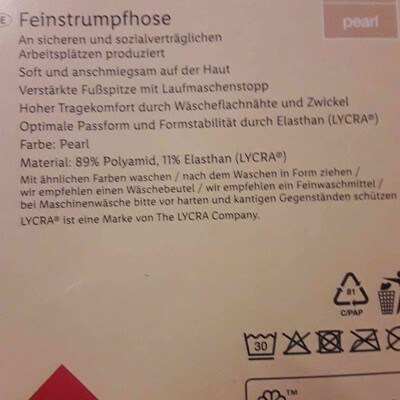 E Feinstrumpfhose
pearl
An sicheren und sozialverträglichen
Arbeitsplätzen produziert
Soft und anschmiegsam auf der Haut
Verstärkte Fußspitze mit Laufmaschenstopp
Hoher Tragekomfort durch Wäscheflachnähte und Zwickel
Optimale Passform und Formstabilität durch Elasthan (LYCRA®)
Farbe: Pearl
Material: 89% Polyamid, 11% Elasthan (LYCRA®)
Mit ähnlichen Farben waschen / nach dem Waschen in Form ziehen /
wir empfehlen einen Wäschebeutel / wir empfehlen ein Feinwaschmittel /
bei Maschinenwäsche bitte vor harten und kantigen Gegenständen schützen
LYCRA® ist eine Marke von The LYCRA Company.
81
C/PAP
30
TM